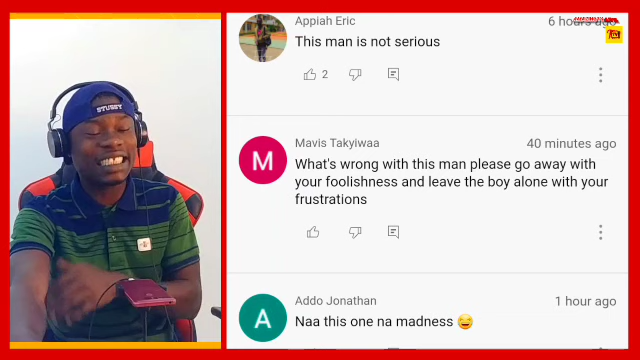 STUSSY
Appiah Eric
6 hours ago
This man is not serious
2
M
Mavis Takyiwaa
40 minutes ago
What's wrong with this man please go away with
your foolishness and leave the boy alone with your
frustrations
A
Addo Jonathan
1 hour ago
Naa this one na madness 😂